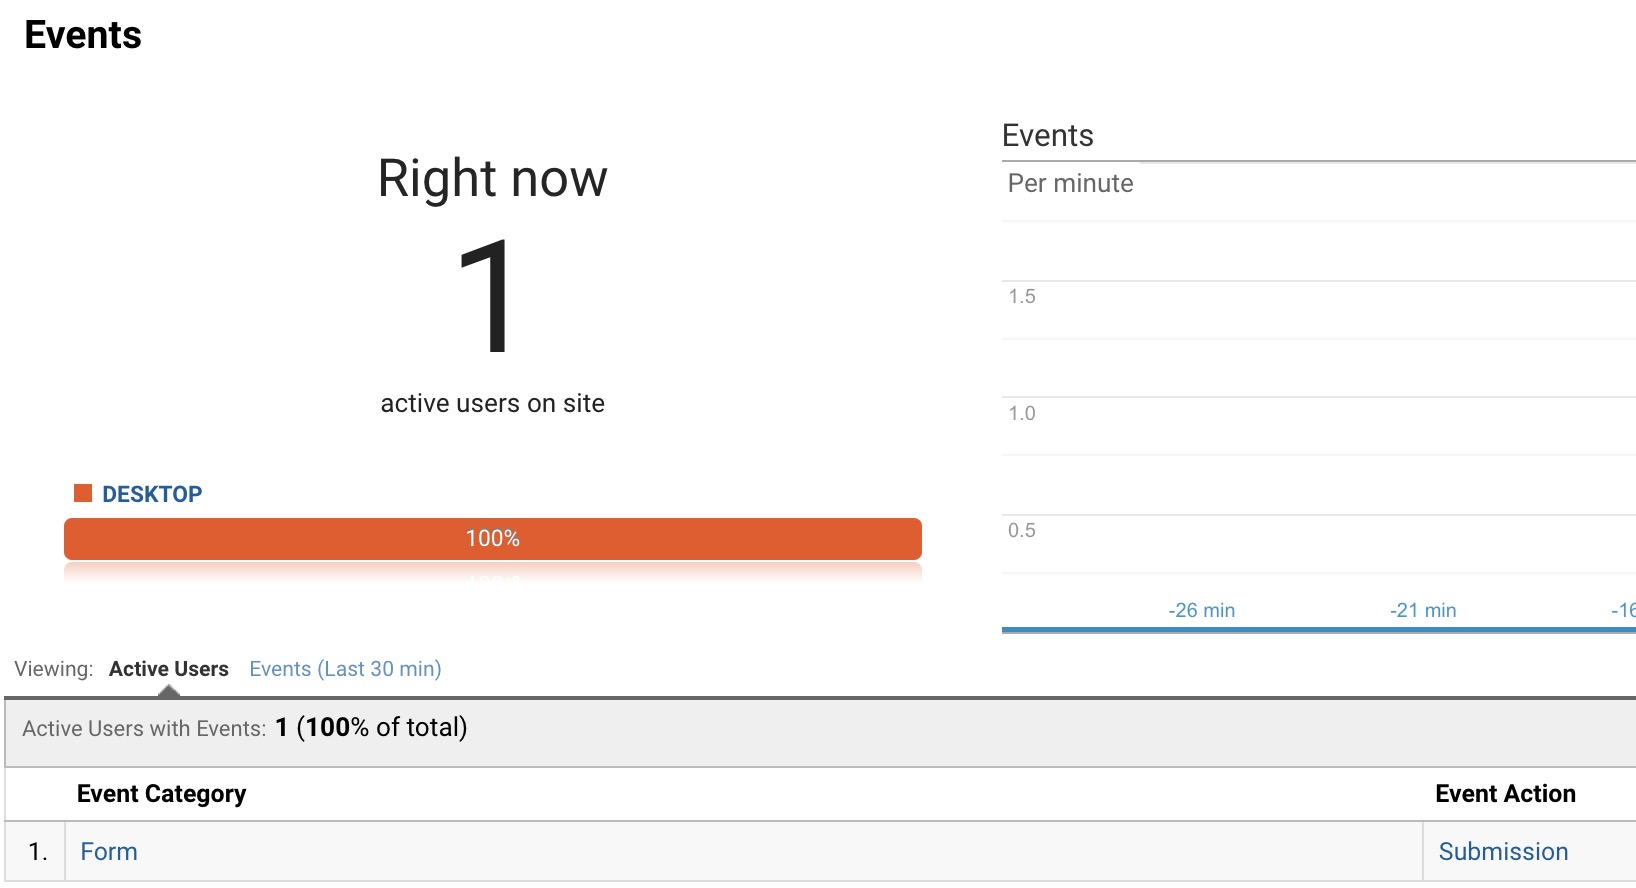 Events
Right now
1
active users on site
DESKTOP
100%
Events
Per minute
1.5
1.0
0.5
-26 min -21 min -16
Viewing: Active Users Events (Last 30 min)
Active Users with Events: 1 (100% of total)
Event Category Event Action
1. Form Submission